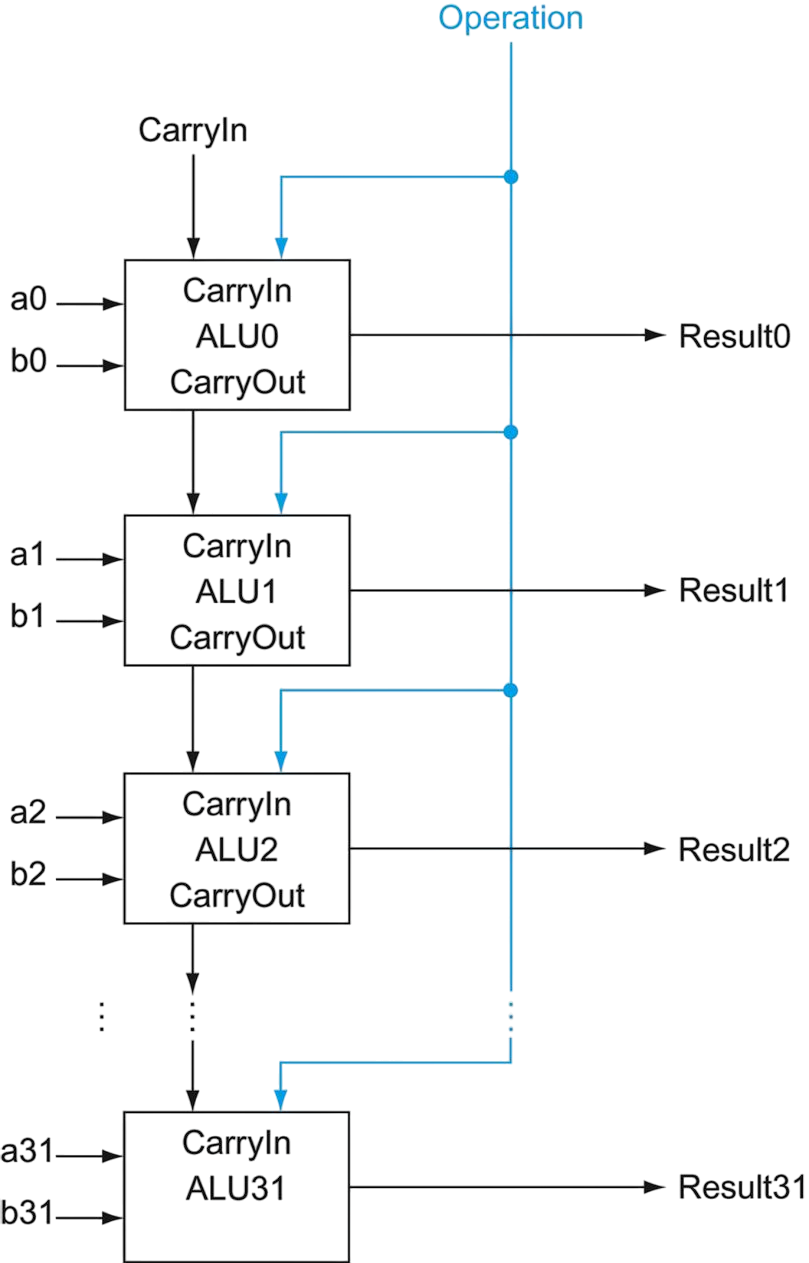 Operation
CarryIn
a0
b0
CarryIn
ALU0
CarryOut
Result0
a1
b1
CarryIn
ALU1
CarryOut
Result1
a2
b2
CarryIn
ALU2
CarryOut
Result2
a31
b31
CarryIn
ALU31
Result31